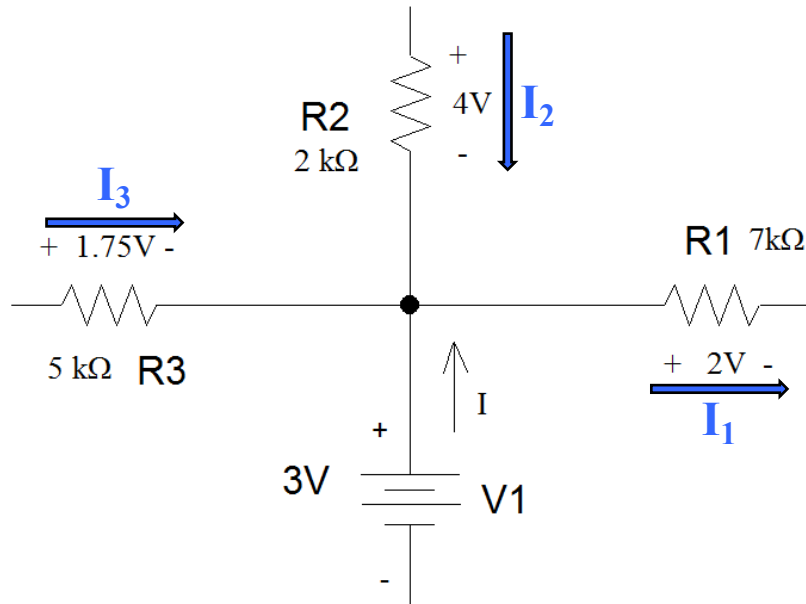 +
R2
4V
I₂
2 kΩ
-
I₃
+ 1.75V -
R1 7kΩ
5 kΩ R3
+ 2V -
I₁
I
+
3V
V1
-